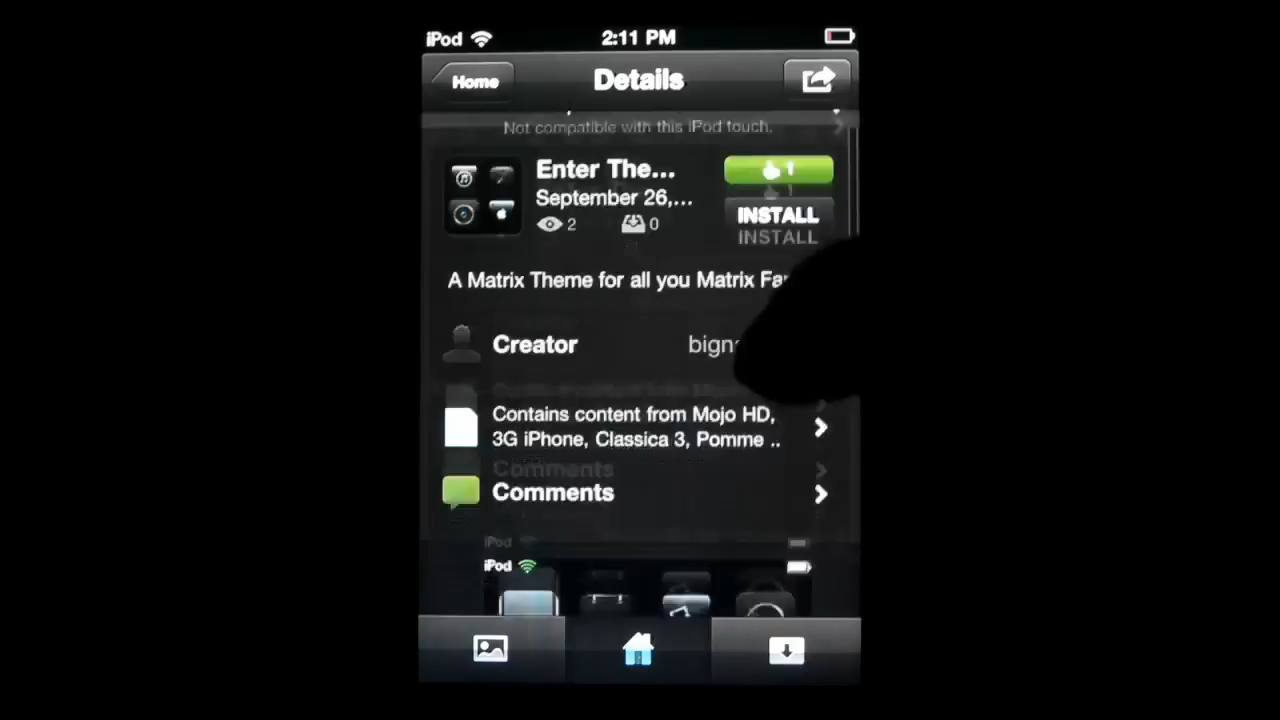 iPod
2:11 PM
Home
Details
Not compatible with this iPod touch.
Enter The...
1
September 26,...
2
0
INSTALL
INSTALL
A Matrix Theme for all you Matrix
Creator
Contains content from Mojo HD,
3G iPhone, Classica 3, Pomme ..
Comments
Comments
iPod
iPod